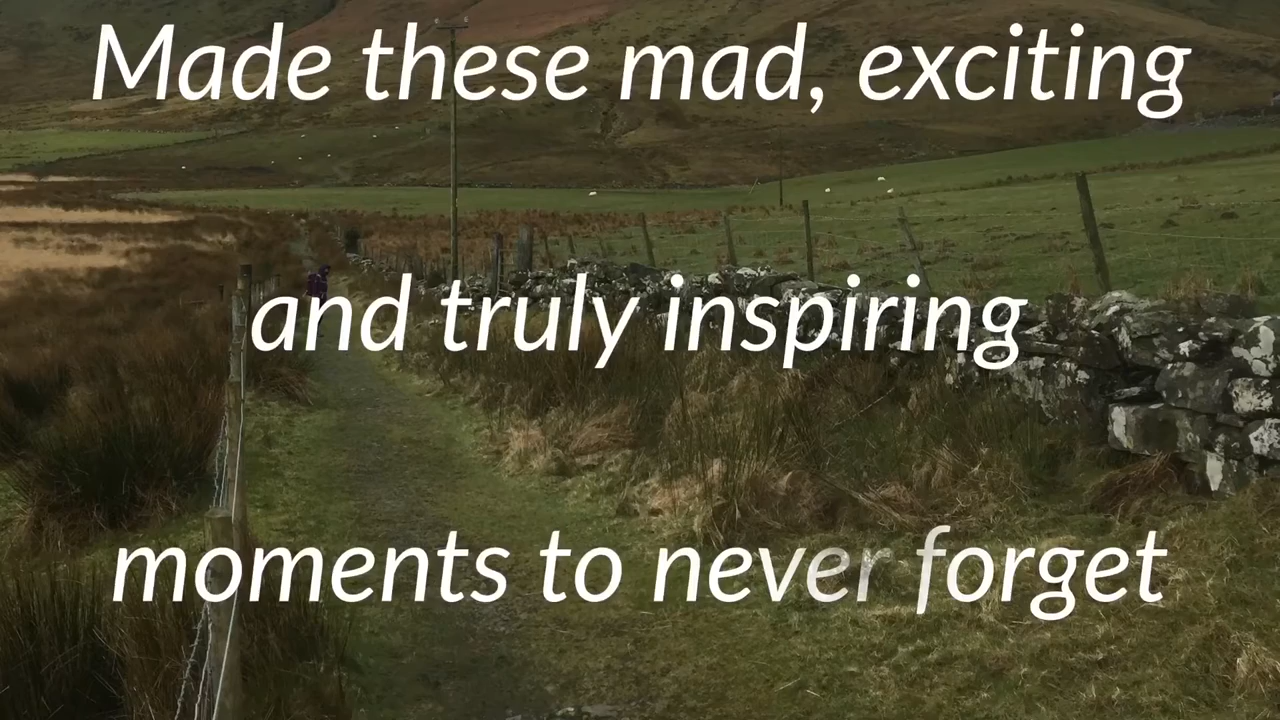 Made these mad, exciting
and truly inspiring
moments to never forget